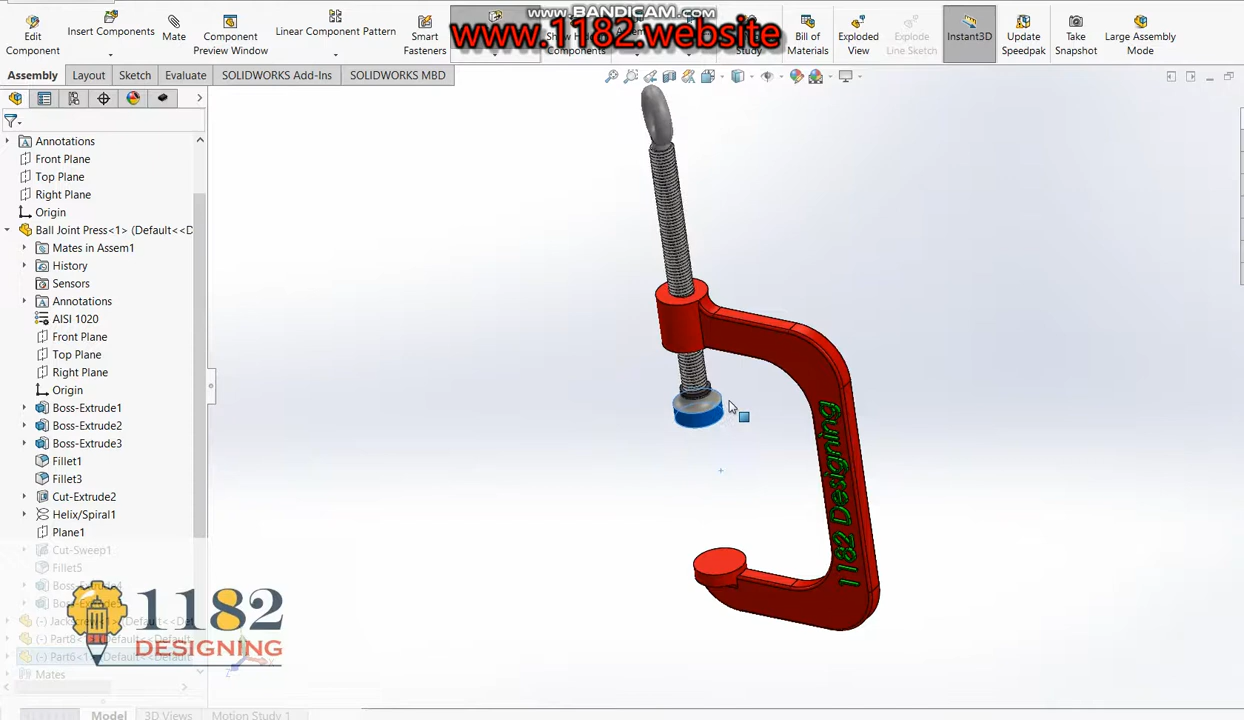 www.BANDICAM.com
www.1182.website
Edit Component
Insert Components
Mate
Component Preview Window
Linear Component Pattern
Smart Fasteners
Components
Study
Bill of Materials
Exploded View
Explode Line Sketch
Instant3D
Update Speedpak
Take Snapshot
Large Assembly Mode
Assembly
Layout
Sketch
Evaluate
SOLIDWORKS Add-Ins
SOLIDWORKS MBD
Annotations
Front Plane
Top Plane
Right Plane
Origin
Ball Joint Press<1> (Default<<D
Mates in Assem1
History
Sensors
Annotations
AISI 1020
Front Plane
Top Plane
Right Plane
Origin
Boss-Extrude1
Boss-Extrude2
Boss-Extrude3
Fillet1
Fillet3
Cut-Extrude2
Helix/Spiral1
Plane1
Cut-Sweep1
Fillet5
Mates
1182
DESIGNING
1182 Designing
Model
3D Views
Motion Study 1